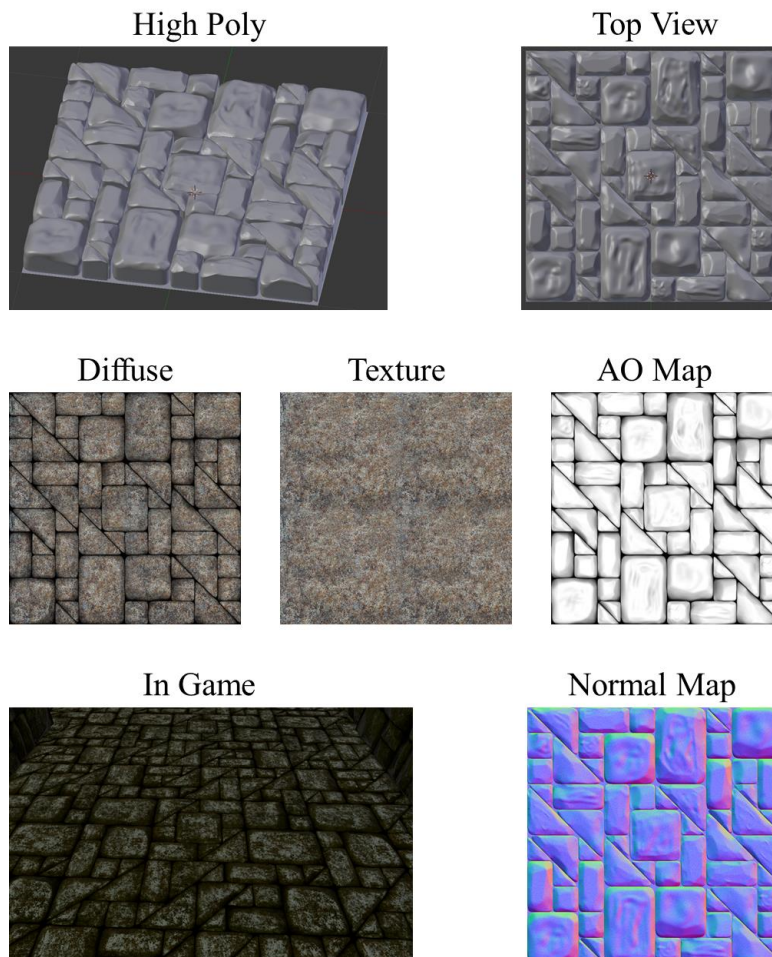 High Poly
Top View
Diffuse
Texture
AO Map
In Game
Normal Map